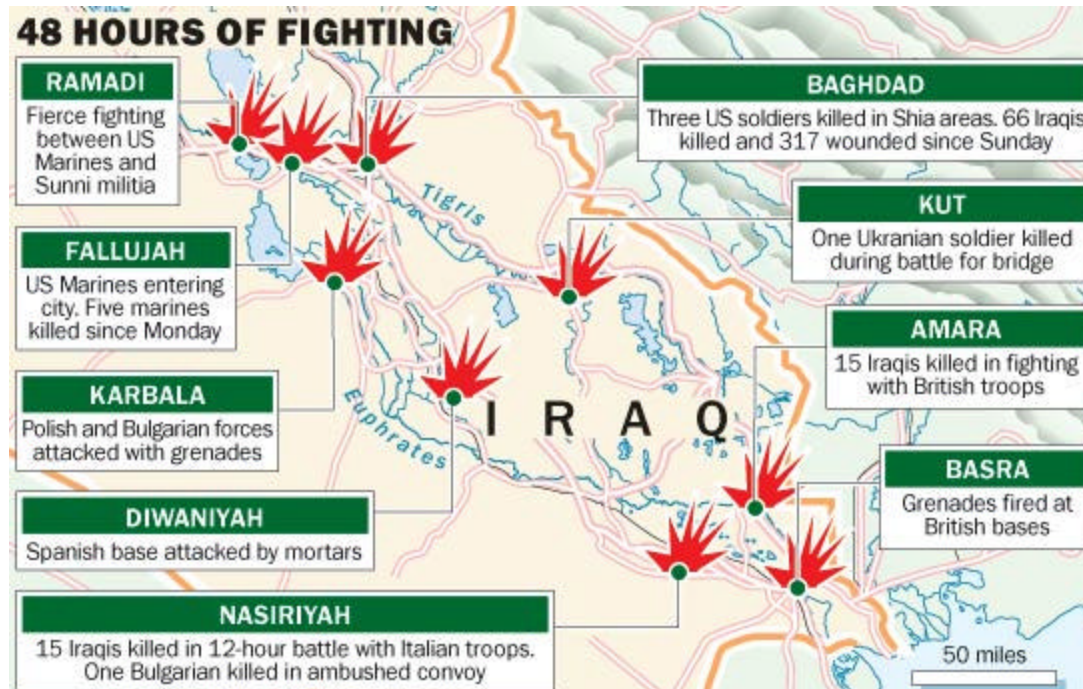 48 HOURS OF FIGHTING
RAMADI
Fierce fighting
between US
Marines and
Sunni militia
BAGHDAD
Three US soldiers killed in Shia areas. 66 Iraqis
killed and 317 wounded since Sunday
Tigris
KUT
One Ukranian soldier killed
during battle for bridge
FALLUJAH
US Marines entering
city. Five marines
killed since Monday
AMARA
15 Iraqis killed in fighting
with British troops
KARBALA
Polish and Bulgarian forces
attacked with grenades
Euphrates
IRAQ
BASRA
Grenades fired at
British bases
DIWANIYAH
Spanish base attacked by mortars
NASIRIYAH
15 Iraqis killed in 12-hour battle with Italian troops.
One Bulgarian killed in ambushed convoy
50 miles